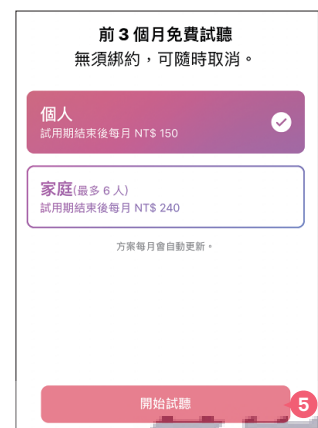 前 3 個月免費試聽
無須綁約，可隨時取消。
個人
試用期結束後每月 NT$ 150
家庭(最多 6 人)
試用期結束後每月 NT$ 240
方案每月會自動更新。
開始試聽 5